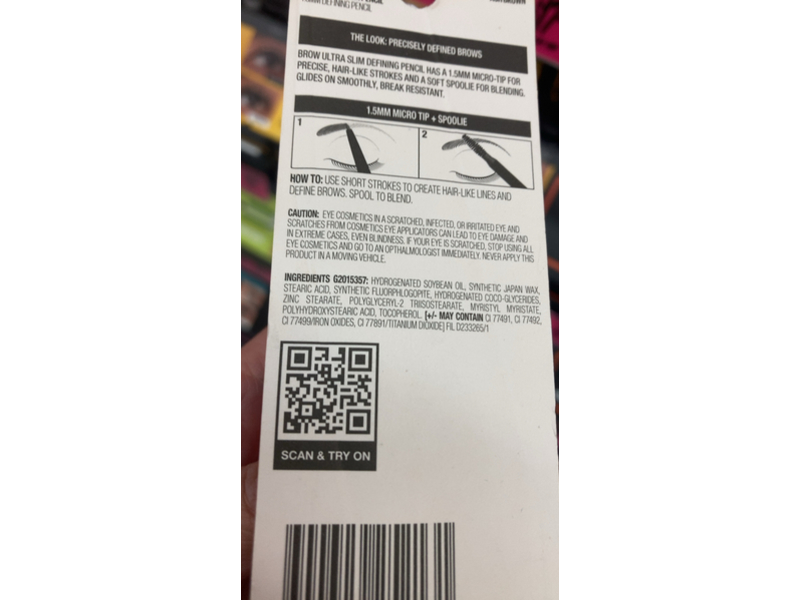 DEFINING PENCIL
THE LOOK: PRECISELY DEFINED BROWS
BROW ULTRA SLIM DEFINING PENCIL HAS A 1.5MM MICRO-TIP FOR
PRECISE, HAIR-LIKE STROKES AND A SOFT SPOOLIE FOR BLENDING.
GLIDES ON SMOOTHLY, BREAK RESISTANT.
1.5MM MICRO TIP + SPOOLIE
1
2
HOW TO: USE SHORT STROKES TO CREATE HAIR-LIKE LINES AND
DEFINE BROWS. SPOOL TO BLEND.
CAUTION: EYE COSMETICS IN A SCRATCHED, INFECTED, OR IRRITATED EYE AND
SCRATCHES FROM COSMETICS EYE APPLICATORS CAN LEAD TO EYE DAMAGE AND
IN EXTREME CASES, EVEN BLINDNESS. IF YOUR EYE IS SCRATCHED, STOP USING ALL
EYE COSMETICS AND GO TO AN OPTHALMOLOGIST IMMEDIATELY. NEVER APPLY THIS
PRODUCT IN A MOVING VEHICLE.
INGREDIENTS G2015357: HYDROGENATED SOYBEAN OIL, SYNTHETIC JAPAN WAX,
STEARIC ACID, SYNTHETIC FLUORPHLOGOPITE, HYDROGENATED COCO-GLYCERIDES,
ZINC STEARATE, POLYGLYCERYL-2 TRIISOSTEARATE, MYRISTYL MYRISTATE,
POLYHYDROXYSTEARIC ACID, TOCOPHEROL. [+/- MAY CONTAIN CI 77491, CI 77492,
CI 77499/IRON OXIDES, CI 77891/TITANIUM DIOXIDE] FIL D233265/1
SCAN & TRY ON